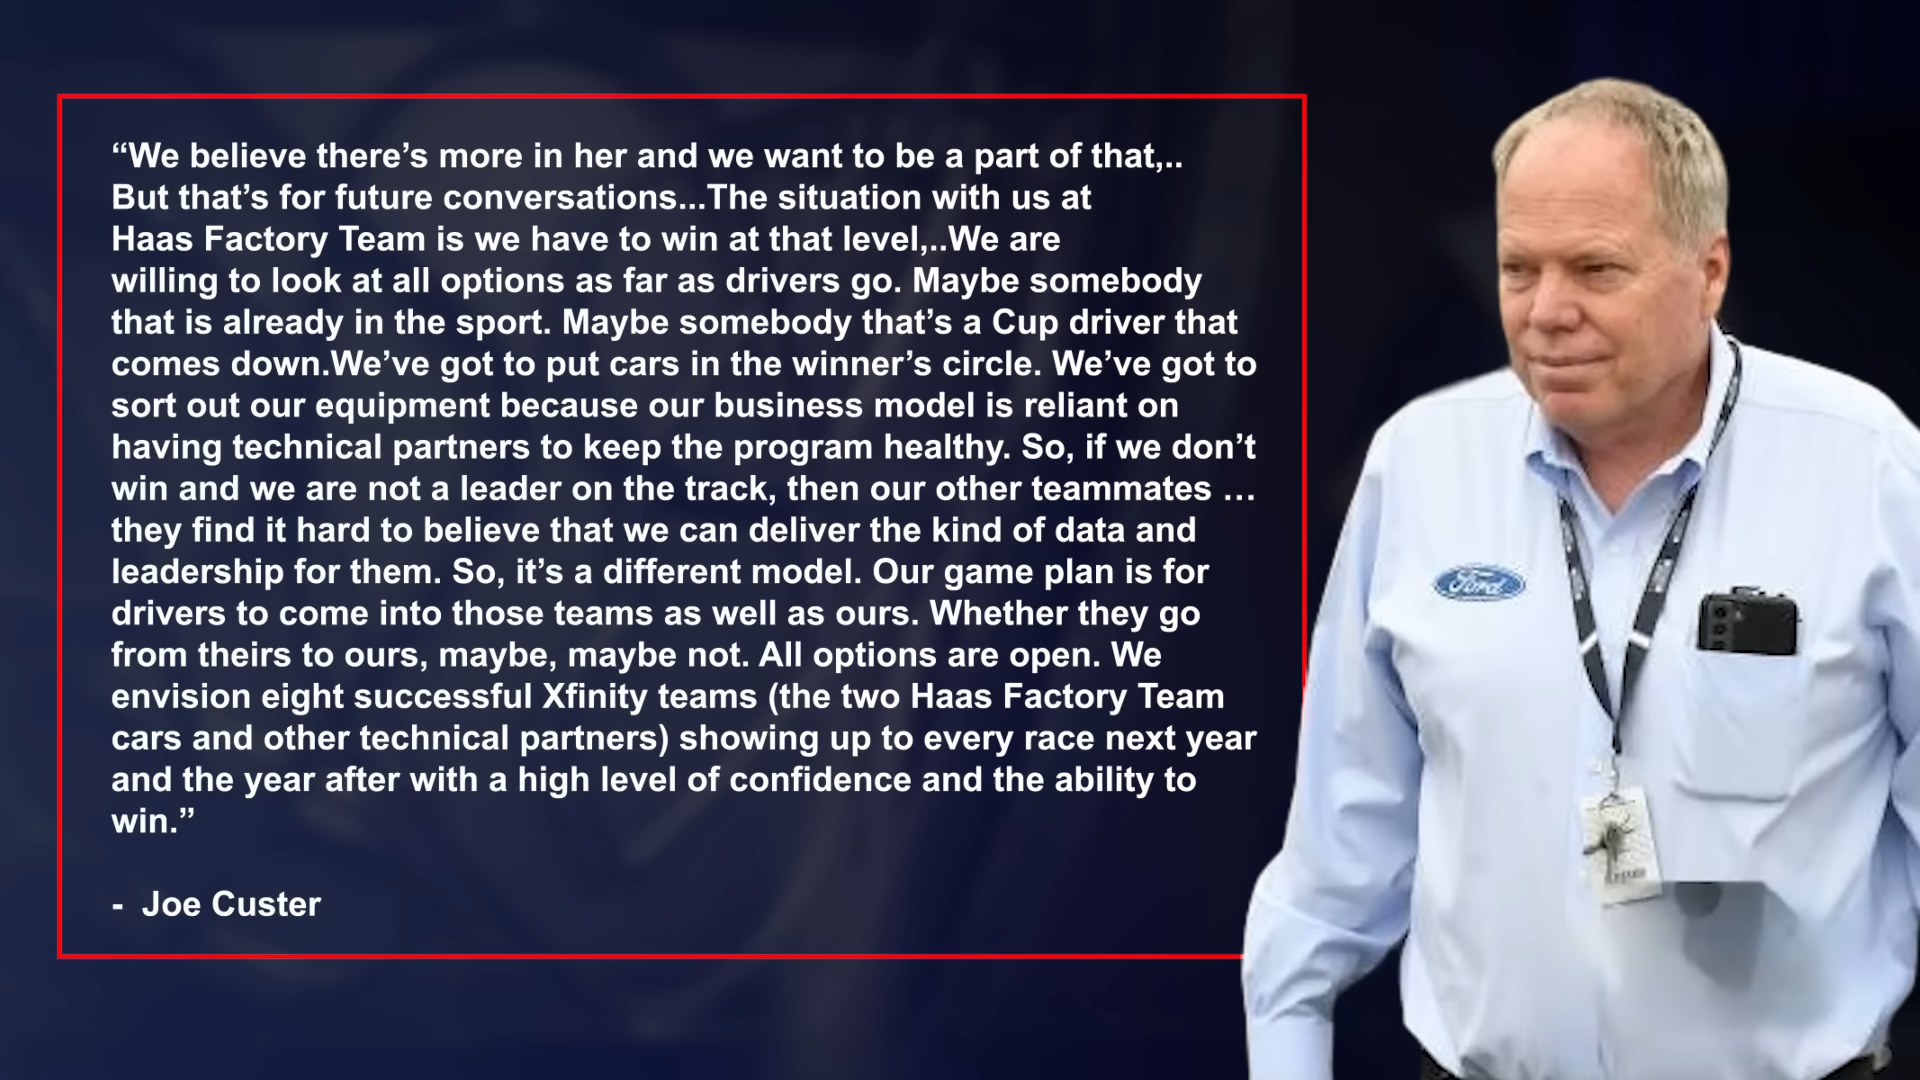 “We believe there’s more in her and we want to be a part of that,..
But that’s for future conversations...The situation with us at
Haas Factory Team is we have to win at that level,..We are
willing to look at all options as far as drivers go. Maybe somebody
that is already in the sport. Maybe somebody that’s a Cup driver that
comes down.We’ve got to put cars in the winner’s circle. We’ve got to
sort out our equipment because our business model is reliant on
having technical partners to keep the program healthy. So, if we don’t
win and we are not a leader on the track, then our other teammates …
they find it hard to believe that we can deliver the kind of data and
leadership for them. So, it’s a different model. Our game plan is for
drivers to come into those teams as well as ours. Whether they go
from theirs to ours, maybe, maybe not. All options are open. We
envision eight successful Xfinity teams (the two Haas Factory Team
cars and other technical partners) showing up to every race next year
and the year after with a high level of confidence and the ability to
win.”
- Joe Custer
Ford